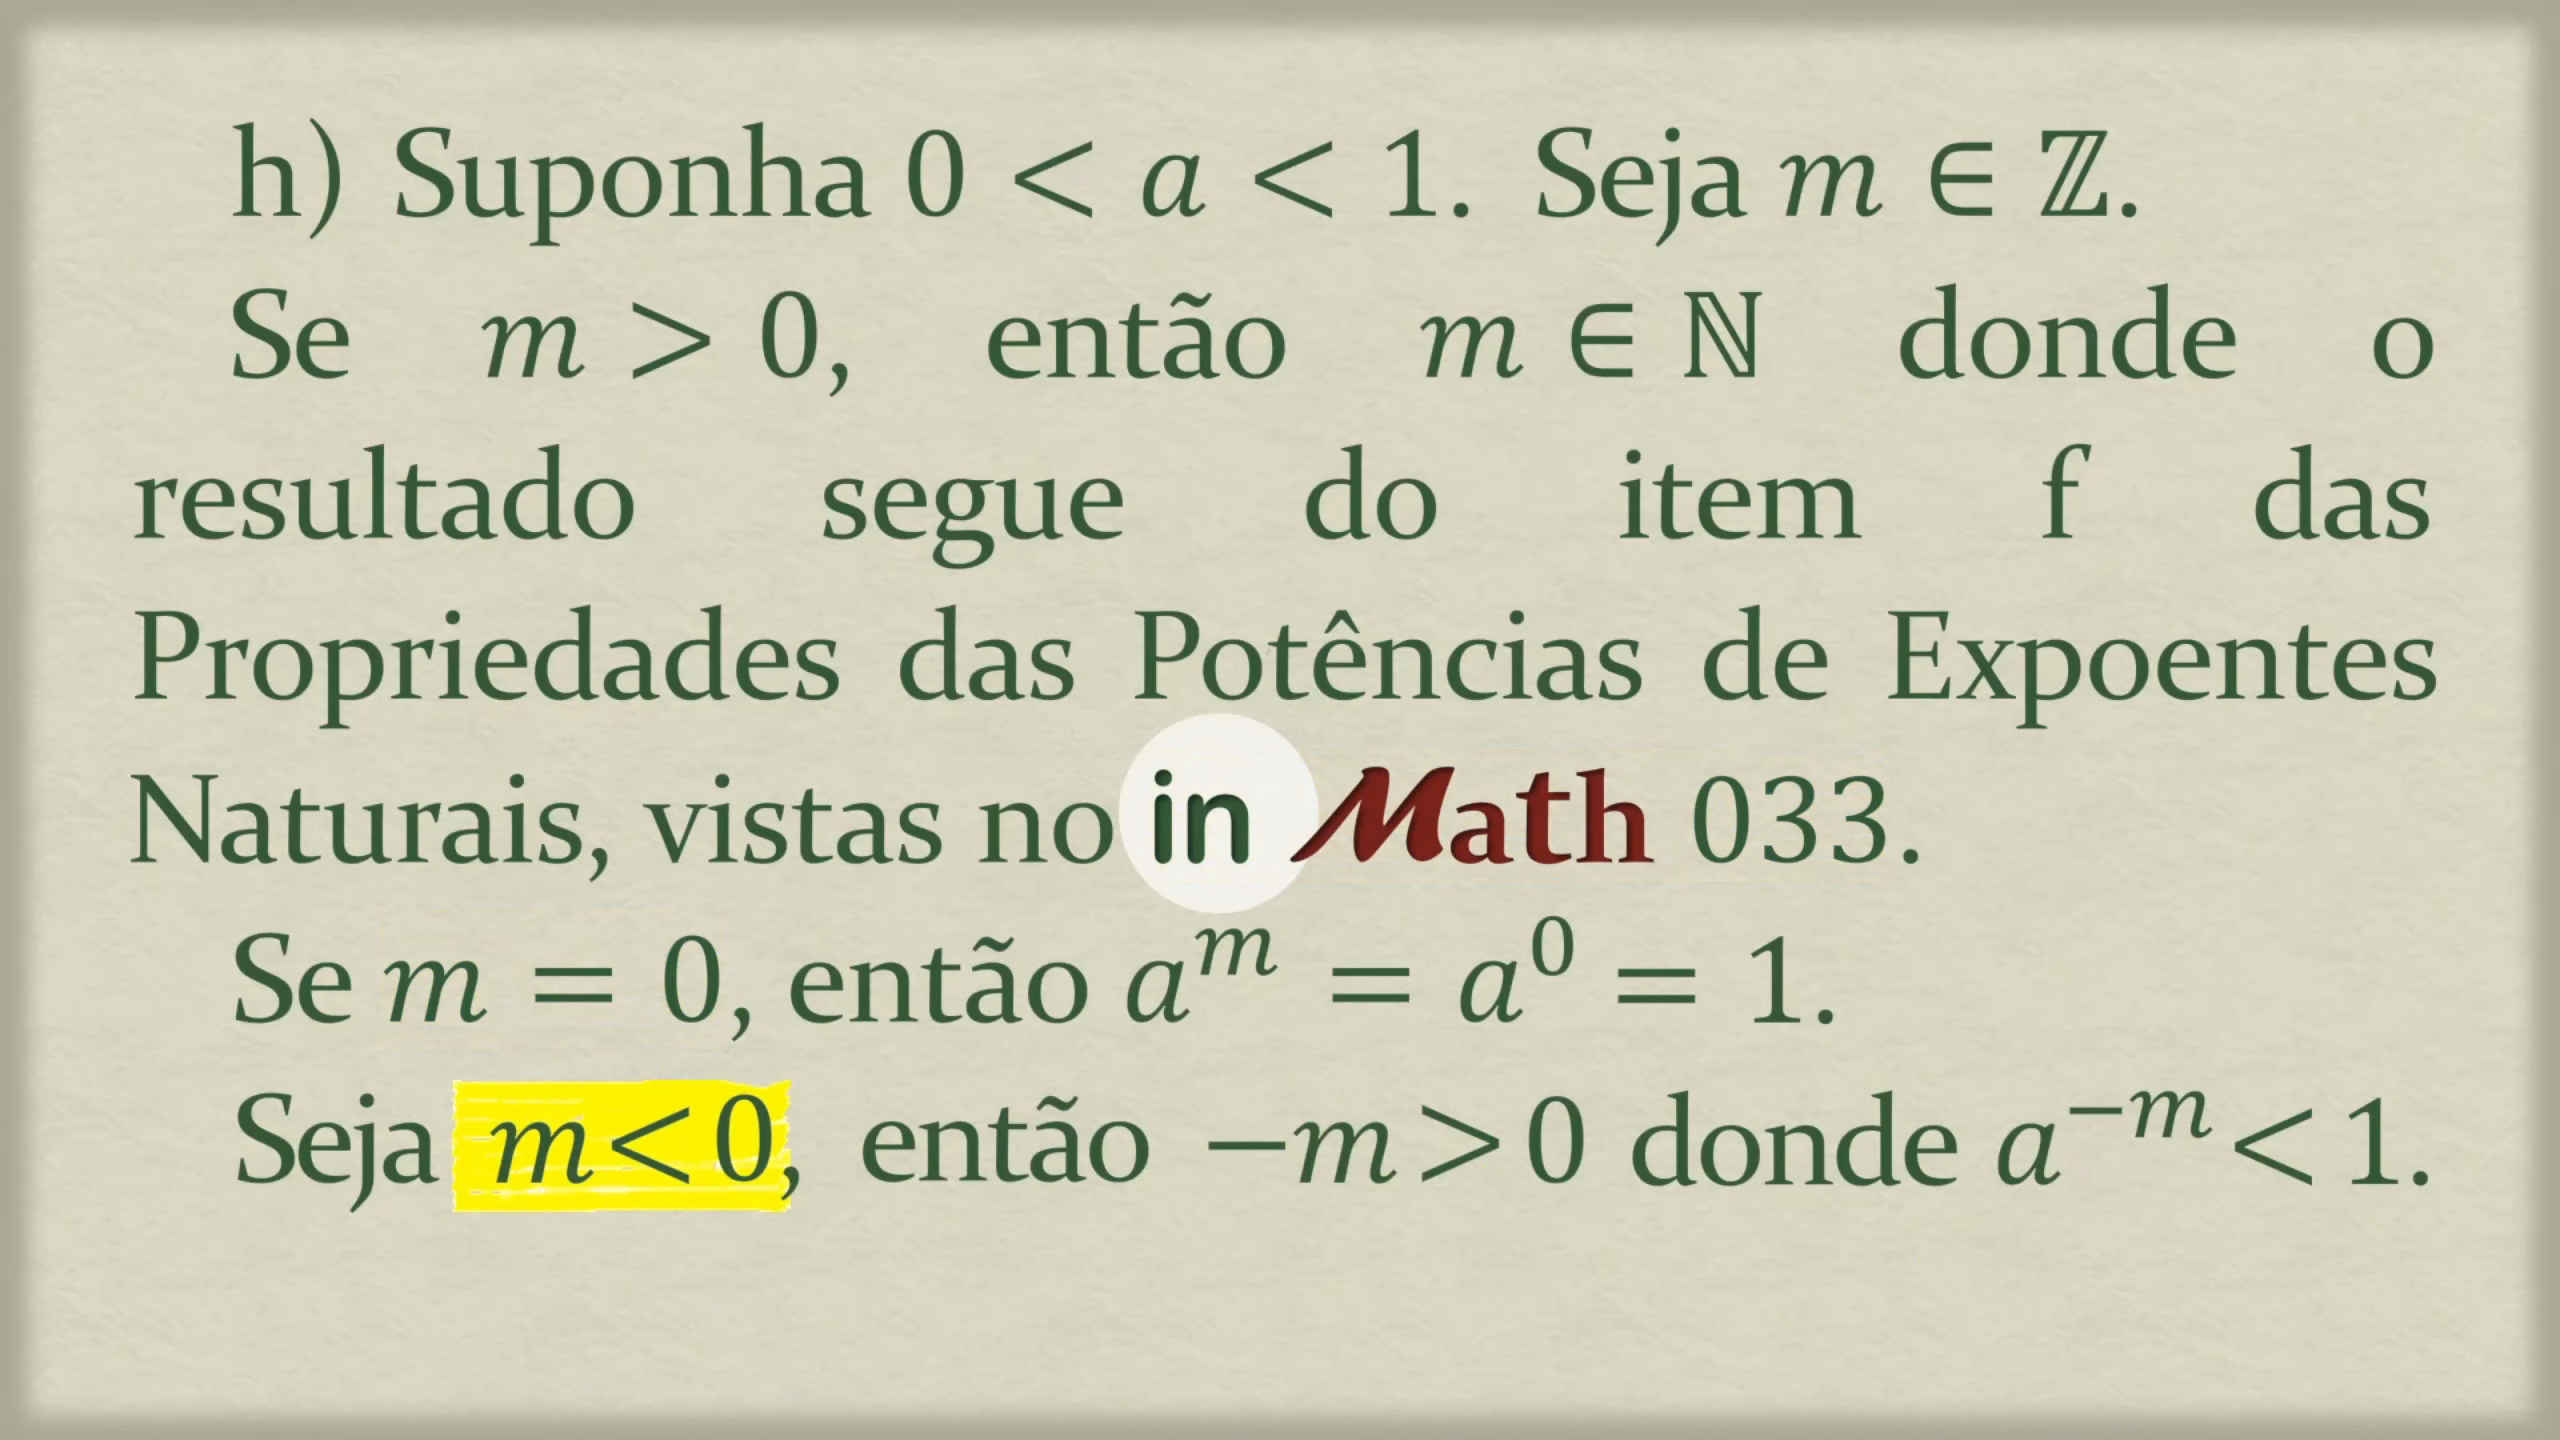 h) Suponha 0 < a < 1. Seja m ∈ ℤ.
Se m > 0, então m ∈ ℕ donde o
resultado segue do item f das
Propriedades das Potências de Expoentes
Naturais, vistas no in Math 033.
Se m = 0, então a^m = a^0 = 1.
Seja m < 0, então −m > 0 donde a^−m < 1.